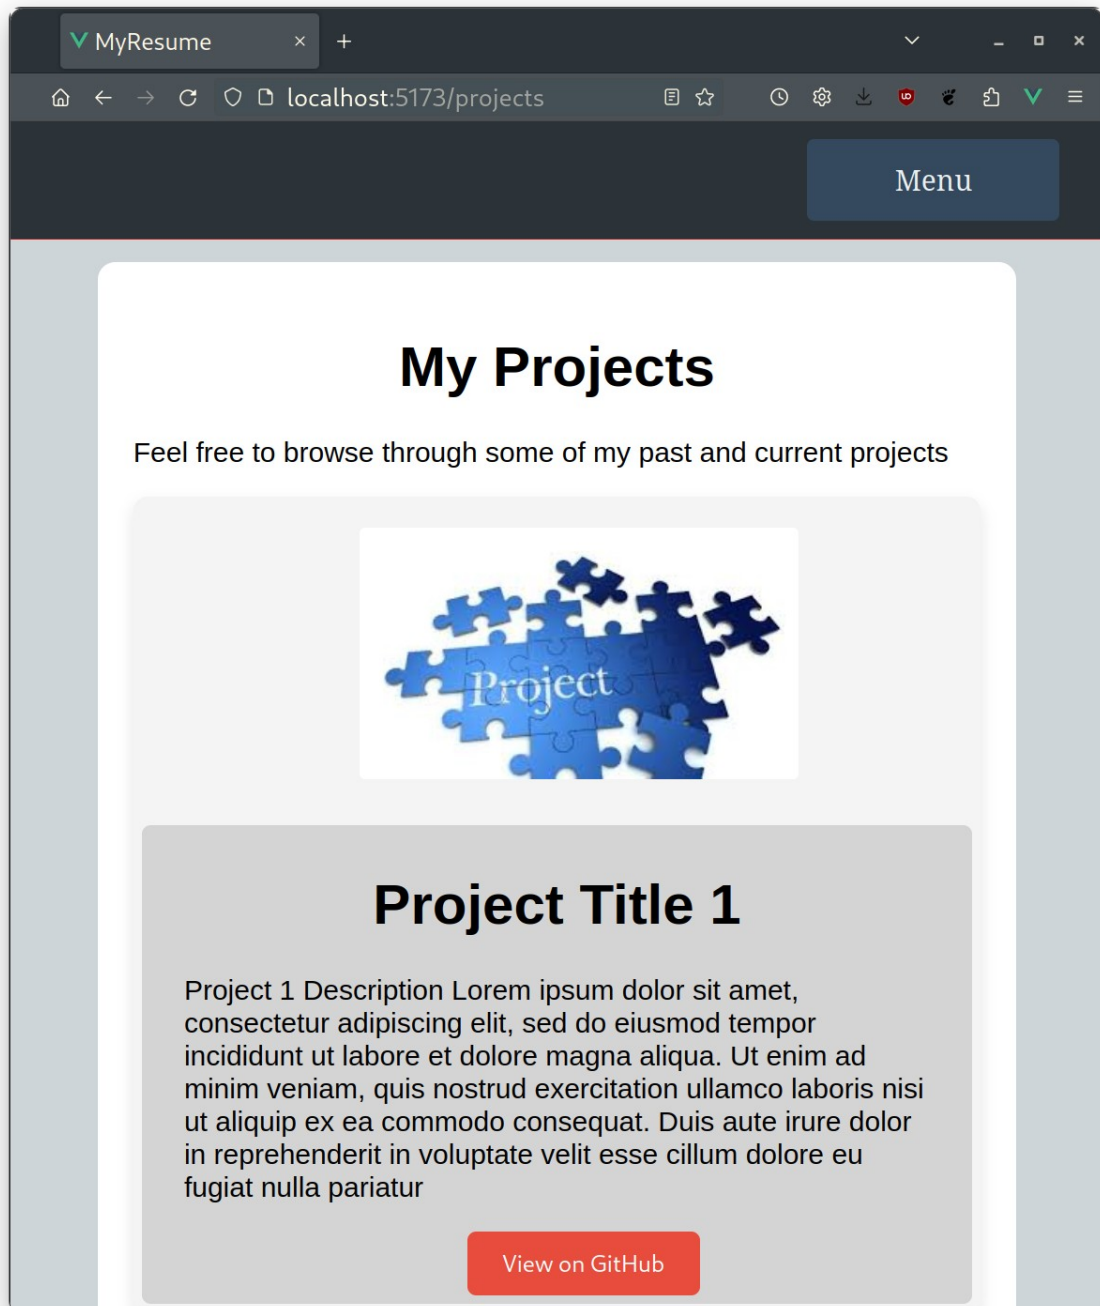 MyResume
localhost:5173/projects
Menu
My Projects
Feel free to browse through some of my past and current projects
Project
Project Title 1
Project 1 Description Lorem ipsum dolor sit amet,
consectetur adipiscing elit, sed do eiusmod tempor
incididunt ut labore et dolore magna aliqua. Ut enim ad
minim veniam, quis nostrud exercitation ullamco laboris nisi
ut aliquip ex ea commodo consequat. Duis aute irure dolor
in reprehenderit in voluptate velit esse cillum dolore eu
fugiat nulla pariatur
View on GitHub